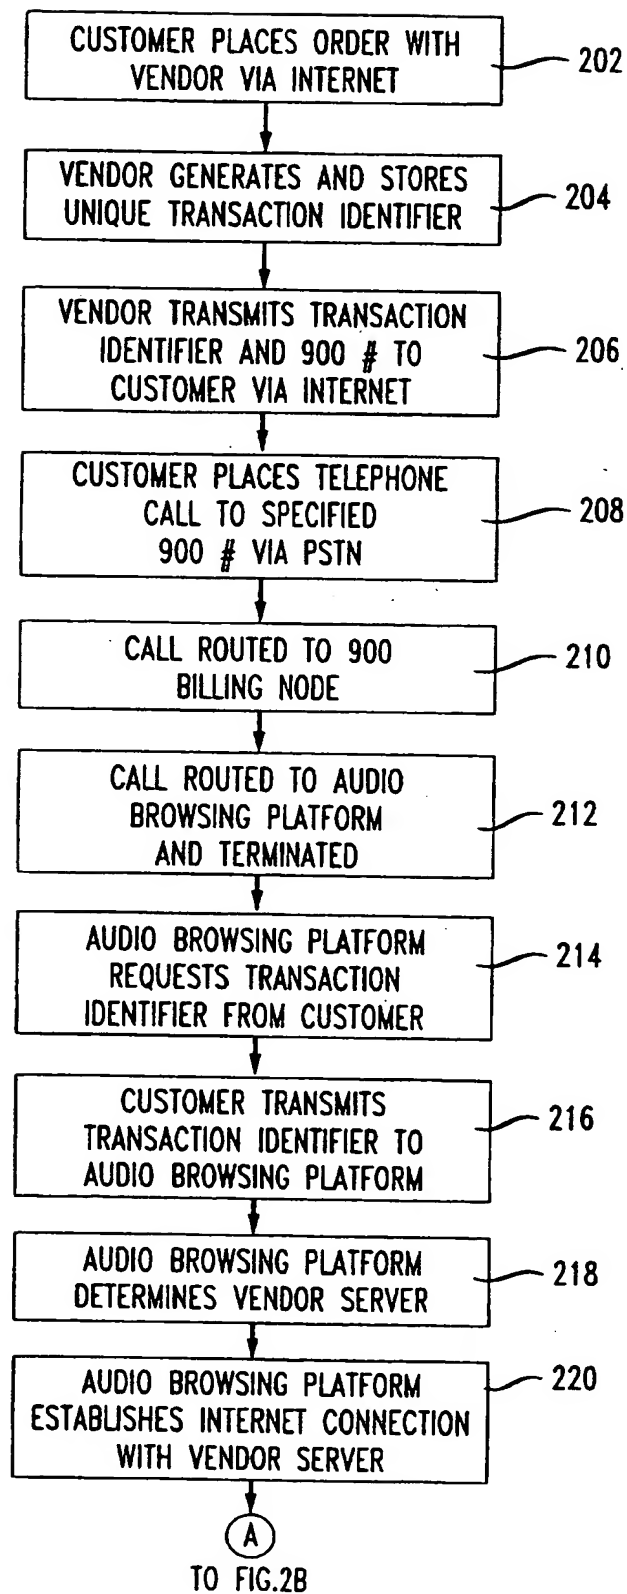 CUSTOMER PLACES ORDER WITH
VENDOR VIA INTERNET
202
VENDOR GENERATES AND STORES
UNIQUE TRANSACTION IDENTIFIER
204
VENDOR TRANSMITS TRANSACTION
IDENTIFIER AND 900 # TO
CUSTOMER VIA INTERNET
206
CUSTOMER PLACES TELEPHONE
CALL TO SPECIFIED
900 # VIA PSTN
208
CALL ROUTED TO 900
BILLING NODE
210
CALL ROUTED TO AUDIO
BROWSING PLATFORM
AND TERMINATED
212
AUDIO BROWSING PLATFORM
REQUESTS TRANSACTION
IDENTIFIER FROM CUSTOMER
214
CUSTOMER TRANSMITS
TRANSACTION IDENTIFIER TO
AUDIO BROWSING PLATFORM
216
AUDIO BROWSING PLATFORM
DETERMINES VENDOR SERVER
218
AUDIO BROWSING PLATFORM
ESTABLISHES INTERNET CONNECTION
WITH VENDOR SERVER
220
A
TO FIG.2B